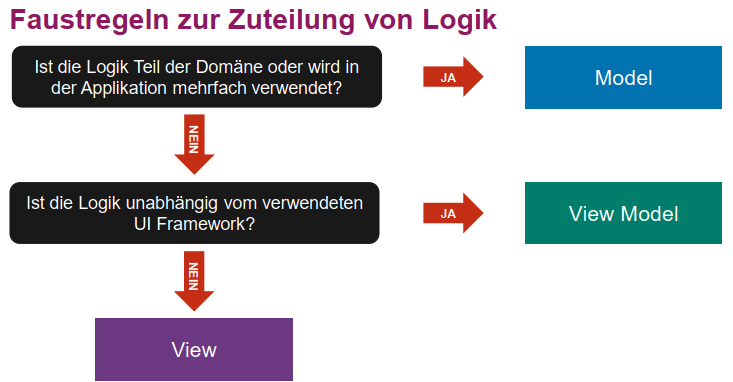 Faustregeln zur Zuteilung von Logik
Ist die Logik Teil der Domäne oder wird in
der Applikation mehrfach verwendet?
JA
Model
NEIN
Ist die Logik unabhängig vom verwendeten
UI Framework?
JA
View Model
NEIN
View